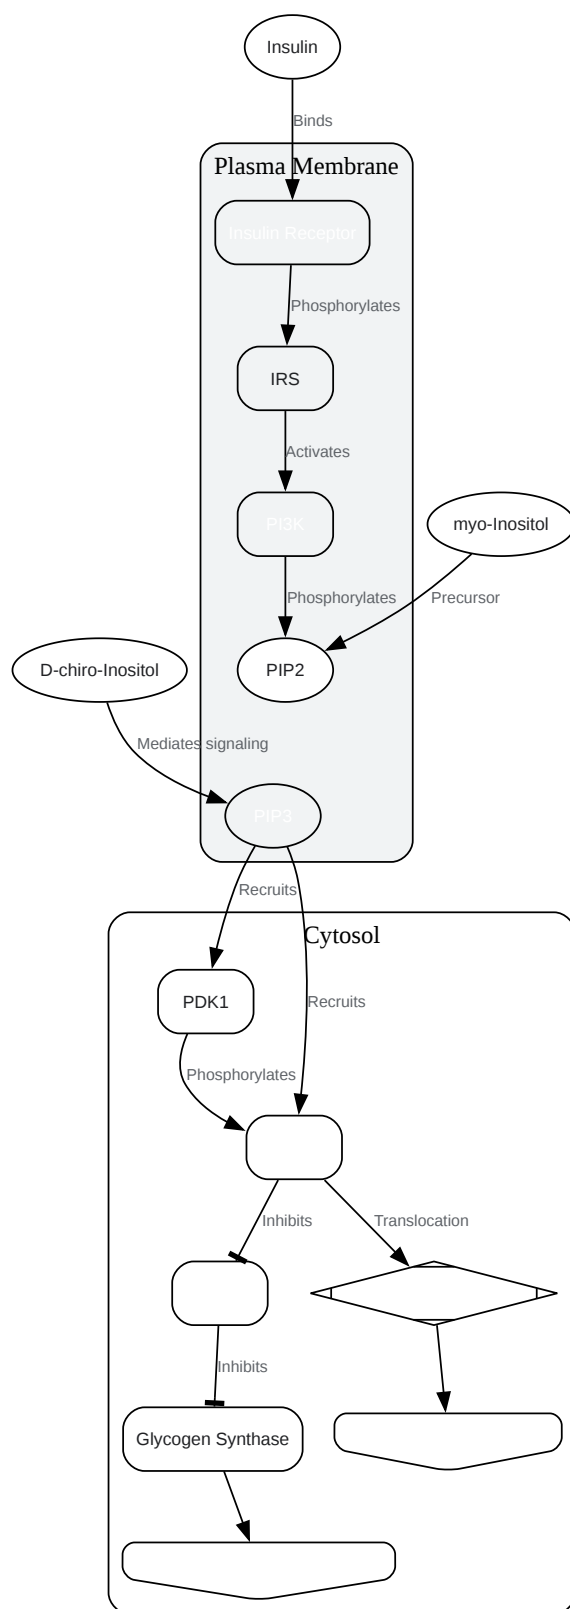 Insulin
Binds
Plasma Membrane
Insulin Receptor
Phosphorylates
IRS
Activates
PI3K
myo-Inositol
Phosphorylates
Precursor
D-chiro-Inositol
PIP2
Mediates signaling
PIP3
Recruits
Cytosol
PDK1
Recruits
Phosphorylates
Inhibits
Translocation
Inhibits
Glycogen Synthase